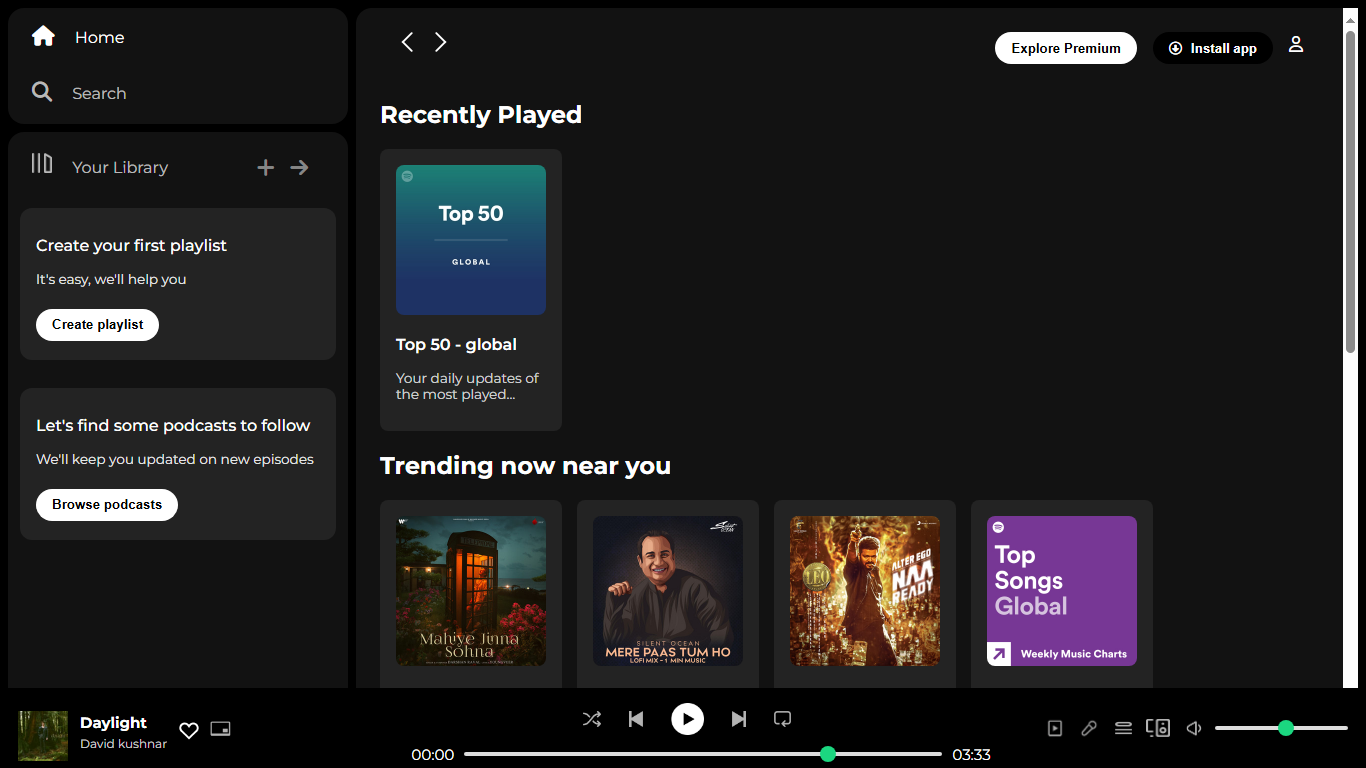 Home
Search
Your Library
Create your first playlist
It's easy, we'll help you
Create playlist
Let's find some podcasts to follow
We'll keep you updated on new episodes
Browse podcasts
Explore Premium
Install app
Recently Played
Top 50
GLOBAL
Top 50 - global
Your daily updates of
the most played...
Trending now near you
Mahiye Jinna
Sohna
SILENT OCEAN
MERE PAAS TUM HO
LOFI MIX - 1 MIN MUSIC
LEO
ALTER EGO
NAA
READY
Top
Songs
Global
Weekly Music Charts
Daylight
David kushnar
00:00
03:33